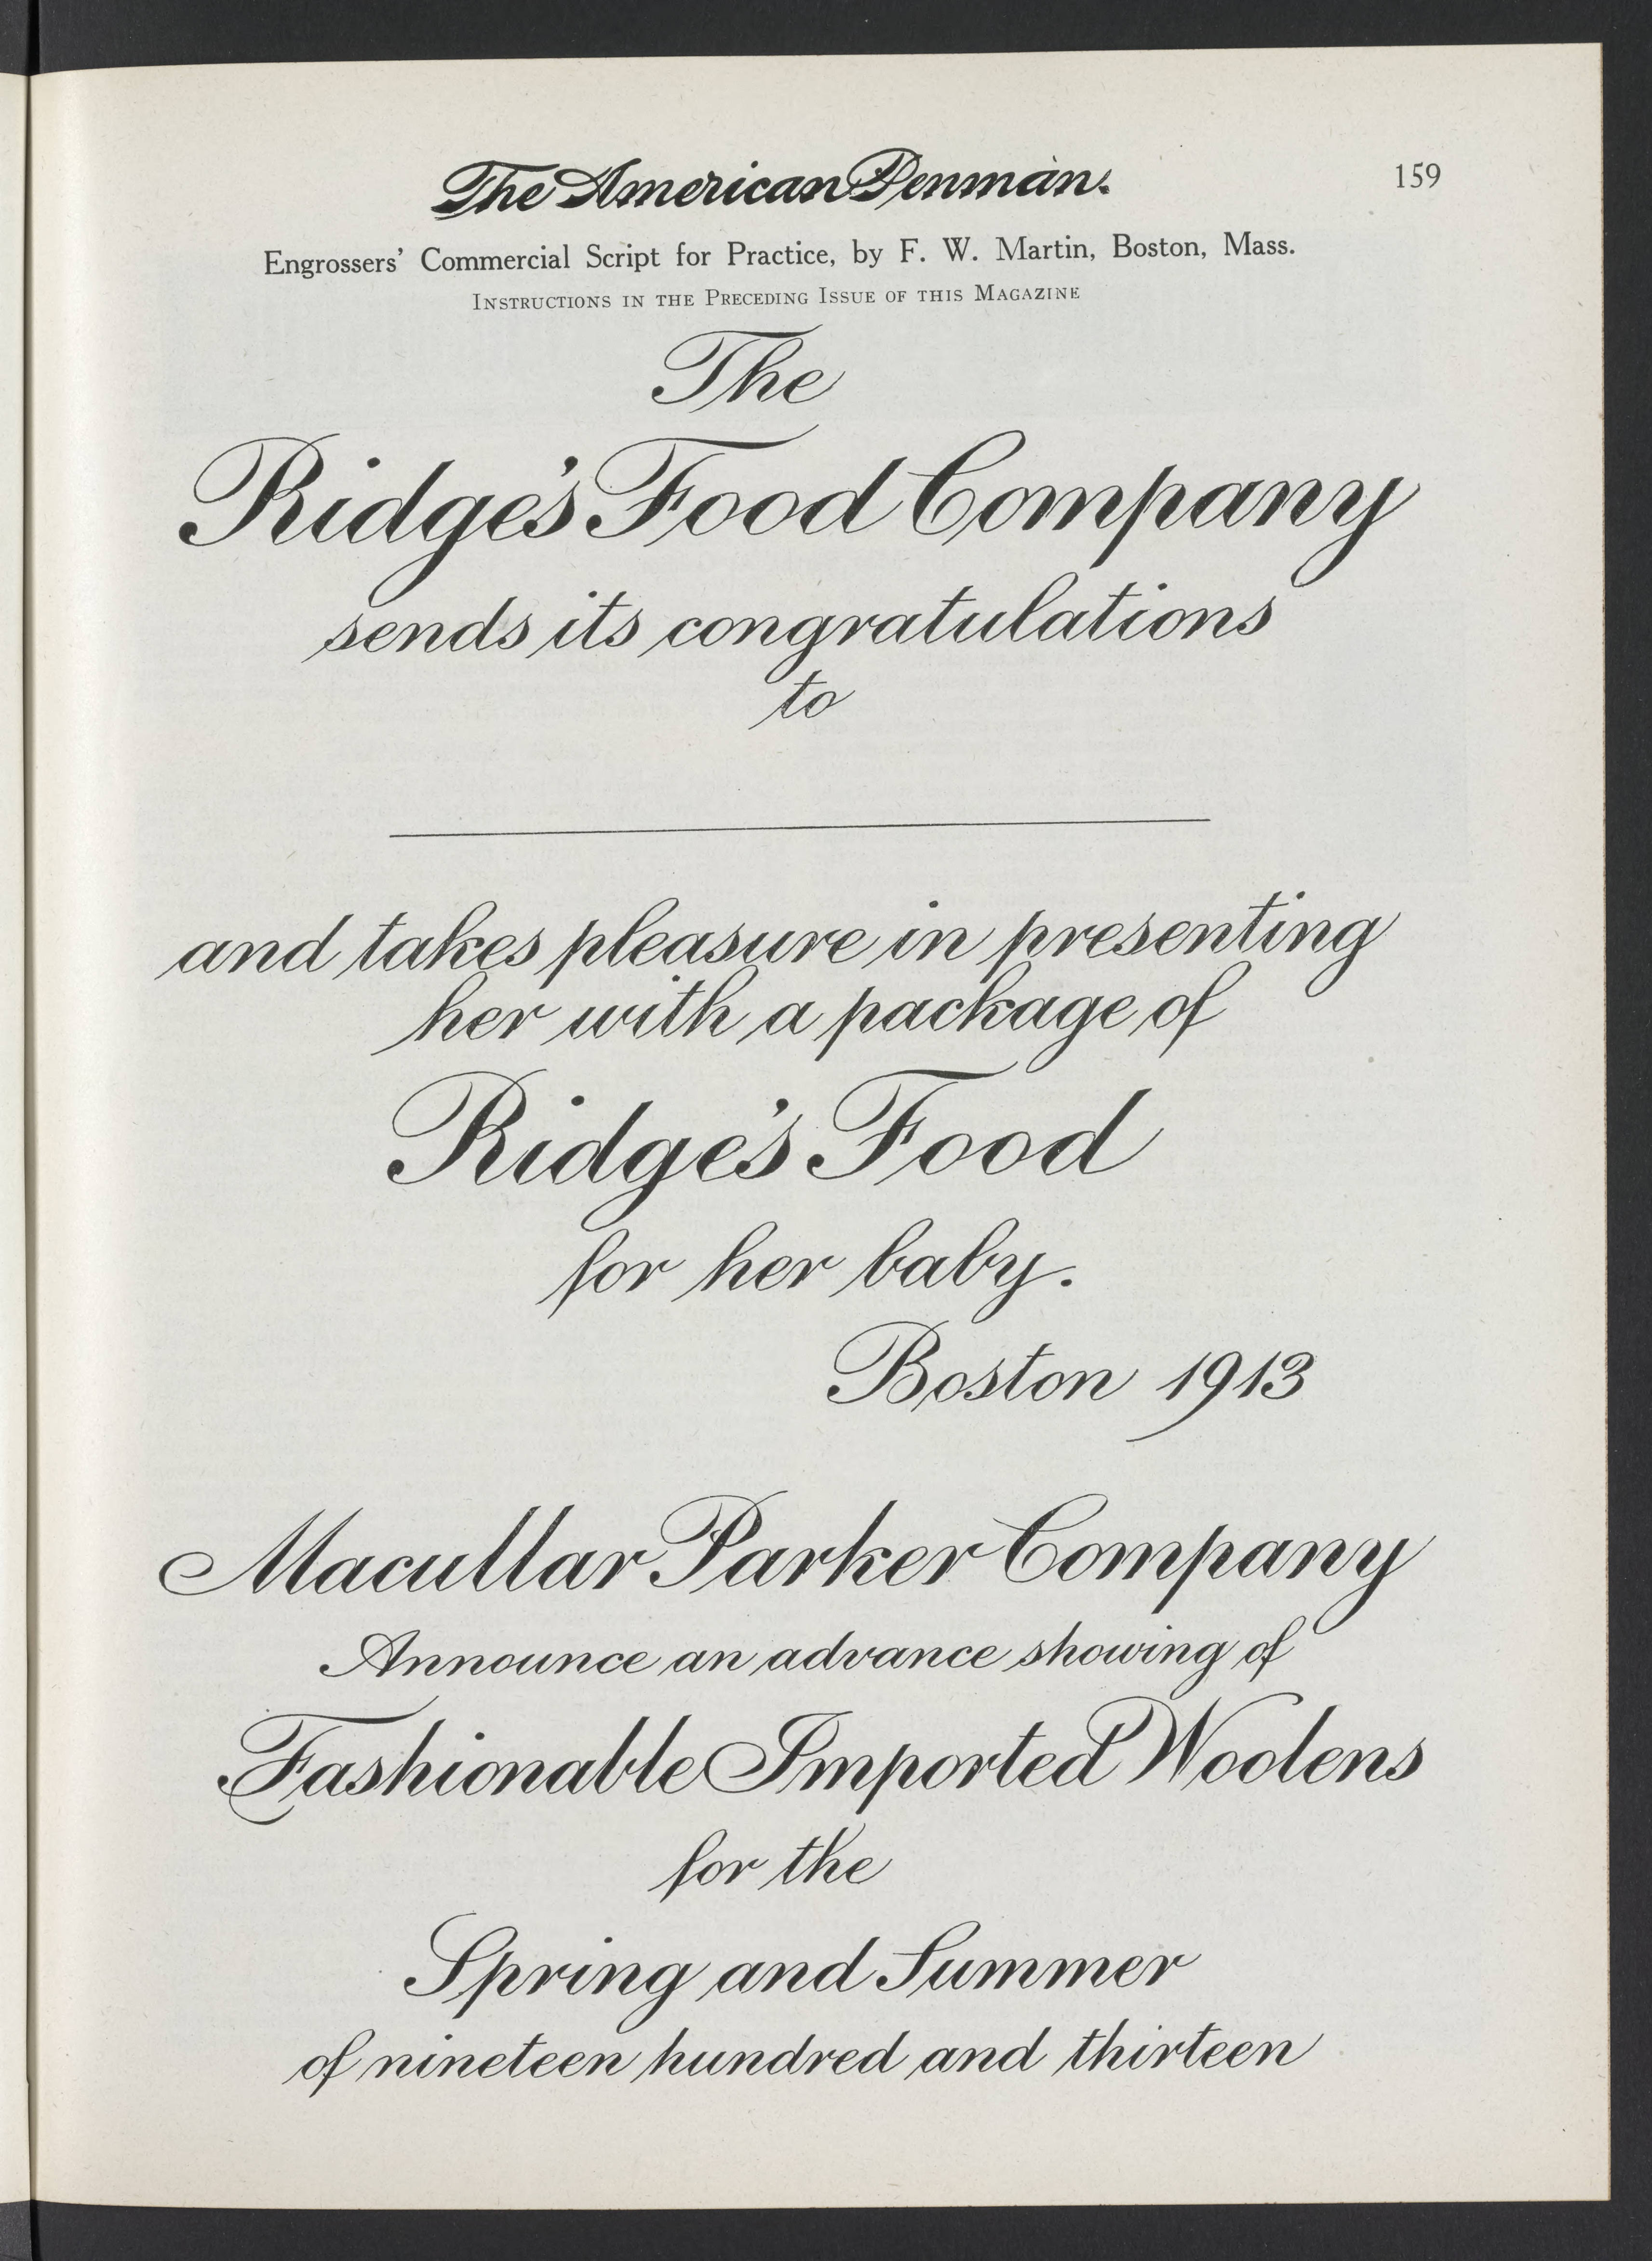 The American Penman.
159
Engrossers' Commercial Script for Practice, by F. W. Martin, Boston, Mass.
Instructions in the Preceding Issue of this Magazine
The
Ridge's Food Company
sends its congratulations
to
and takes pleasure in presenting
her with a package of
Ridge's Food
for her baby.
Boston 1913
Macullar Parker Company
Announce an advance showing of
Fashionable Imported Woolens
for the
Spring and Summer
of nineteen hundred and thirteen